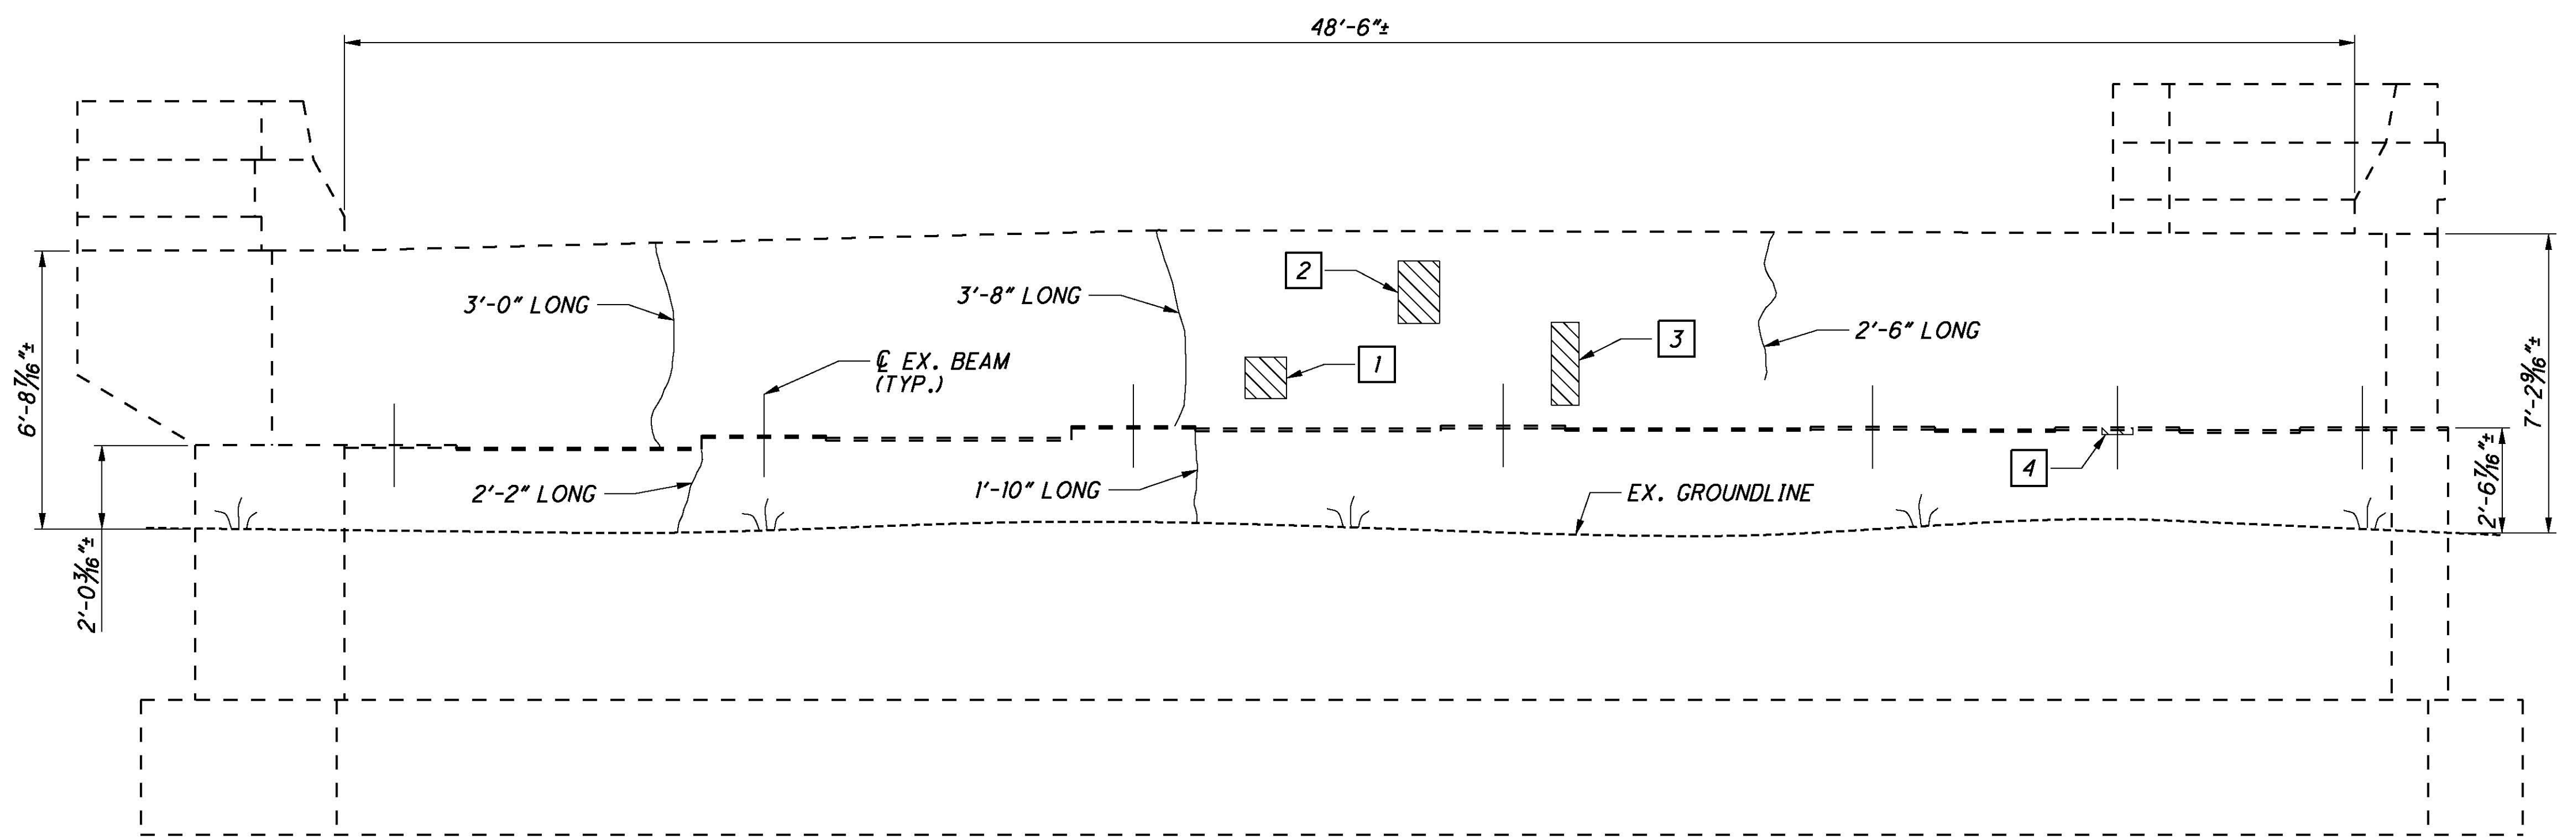 48'-6"±
2
3'-0" LONG
3'-8" LONG
2'-6" LONG
3
1
℄ EX. BEAM
(TYP.)
6'-8 7/16"±
7'-2 9/16"±
2'-2" LONG
1'-10" LONG
4
EX. GROUNDLINE
2'-6 7/16"±
2'-0 3/16"±